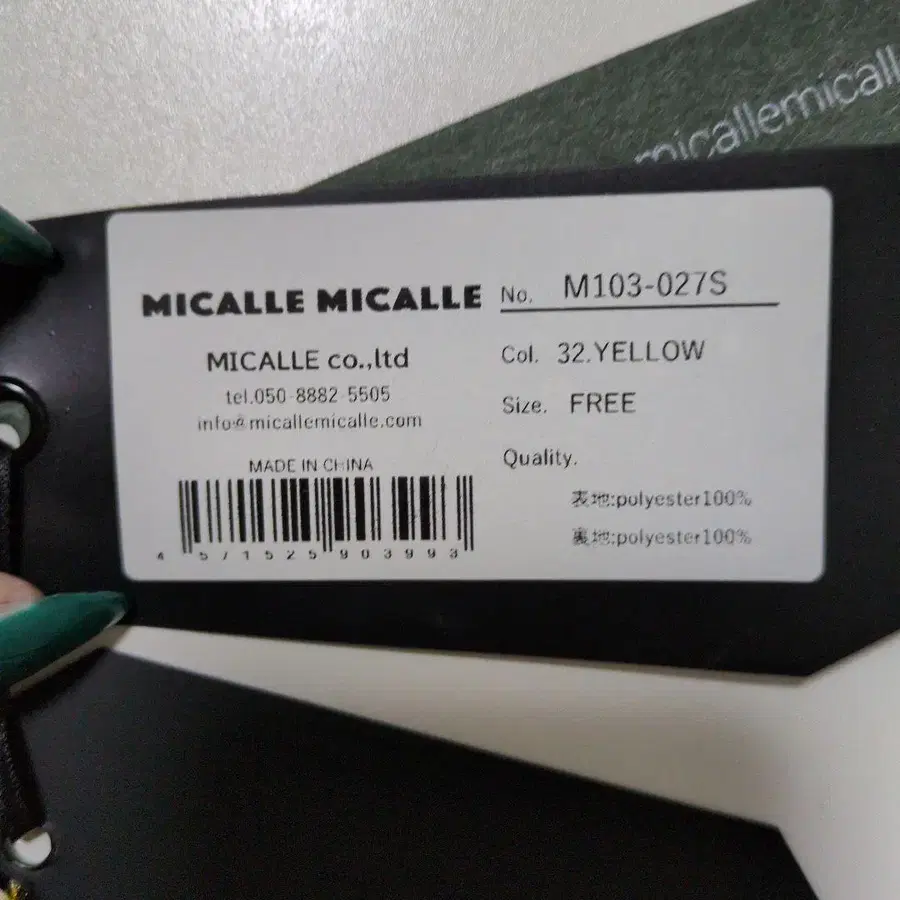 micallemicall
MICALLE MICALLE
MICALLE co.,ltd
tel.050-8882-5505
info@micallemicalle.com
MADE IN CHINA
4 571525 903993
No. M103-027S
Col. 32.YELLOW
Size. FREE
Quality.
表地:polyester100%
裏地:polyester100%